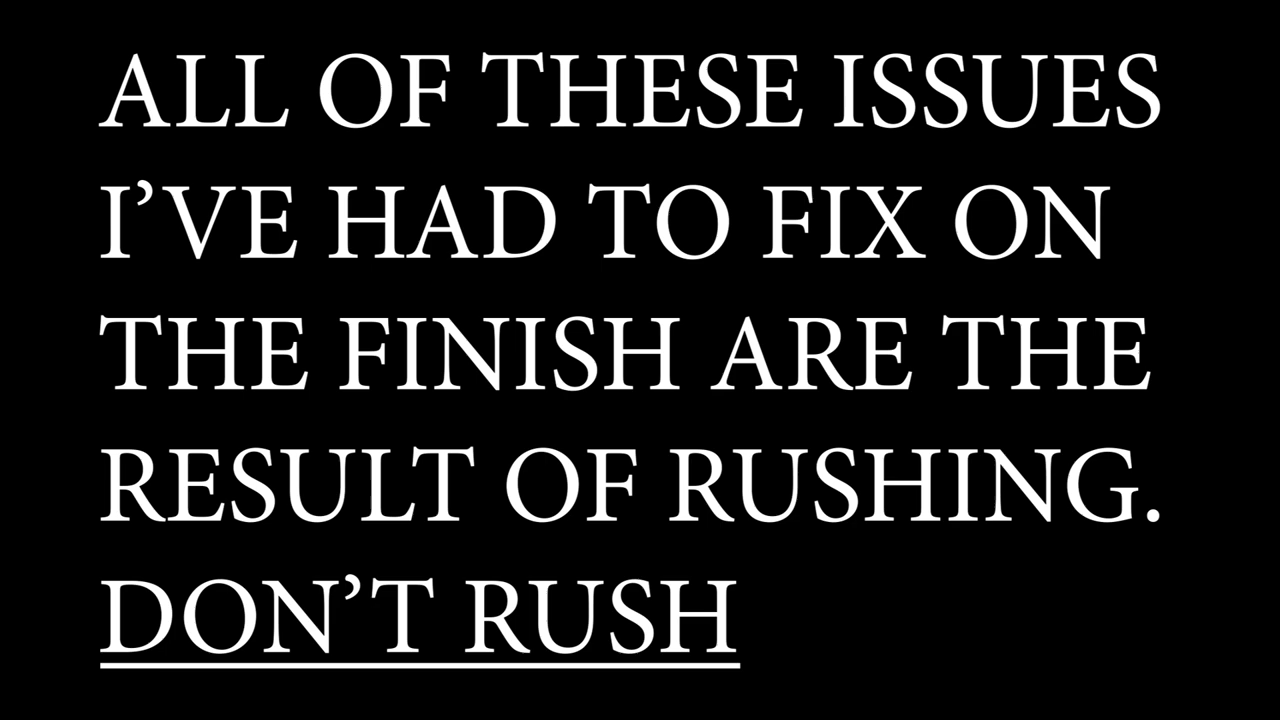 ALL OF THESE ISSUES
I’VE HAD TO FIX ON
THE FINISH ARE THE
RESULT OF RUSHING.
DON’T RUSH